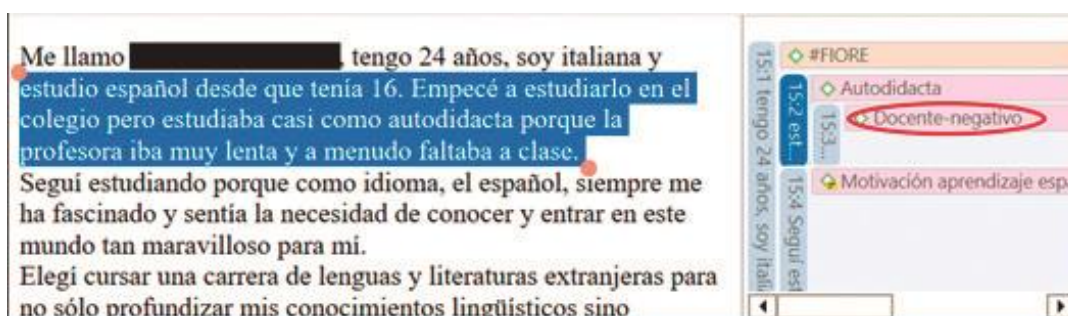 Me llamo , tengo 24 años, soy italiana y
estudio español desde que tenía 16. Empecé a estudiarlo en el
colegio pero estudiaba casi como autodidacta porque la
profesora iba muy lenta y a menudo faltaba a clase.
Seguí estudiando porque como idioma, el español, siempre me
ha fascinado y sentía la necesidad de conocer y entrar en este
mundo tan maravilloso para mí.
Elegí cursar una carrera de lenguas y literaturas extranjeras para
no sólo profundizar mis conocimientos lingüísticos sino
15:1 tengo 24 años, soy itali
15:2 est...
15:3...
15:4 Seguí est
#FIORE
Autodidacta
Docente-negativo
Motivación aprendizaje espa